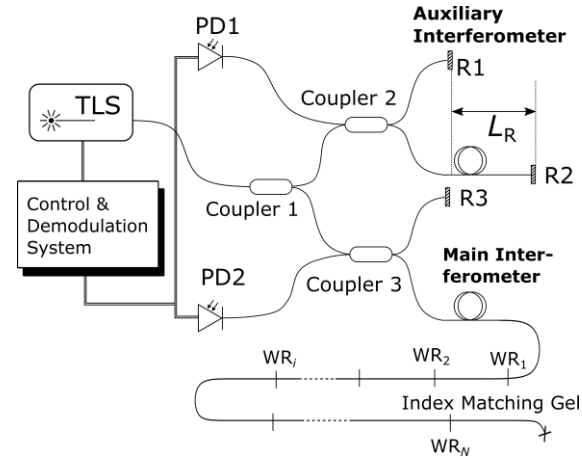 PD1
Auxiliary
Interferometer
R1
TLS
Coupler 2
L_R
R2
Control &
Demodulation
System
Coupler 1
R3
PD2
Coupler 3
Main Inter-
ferometer
WR_i
WR_2
WR_1
Index Matching Gel
WR_N